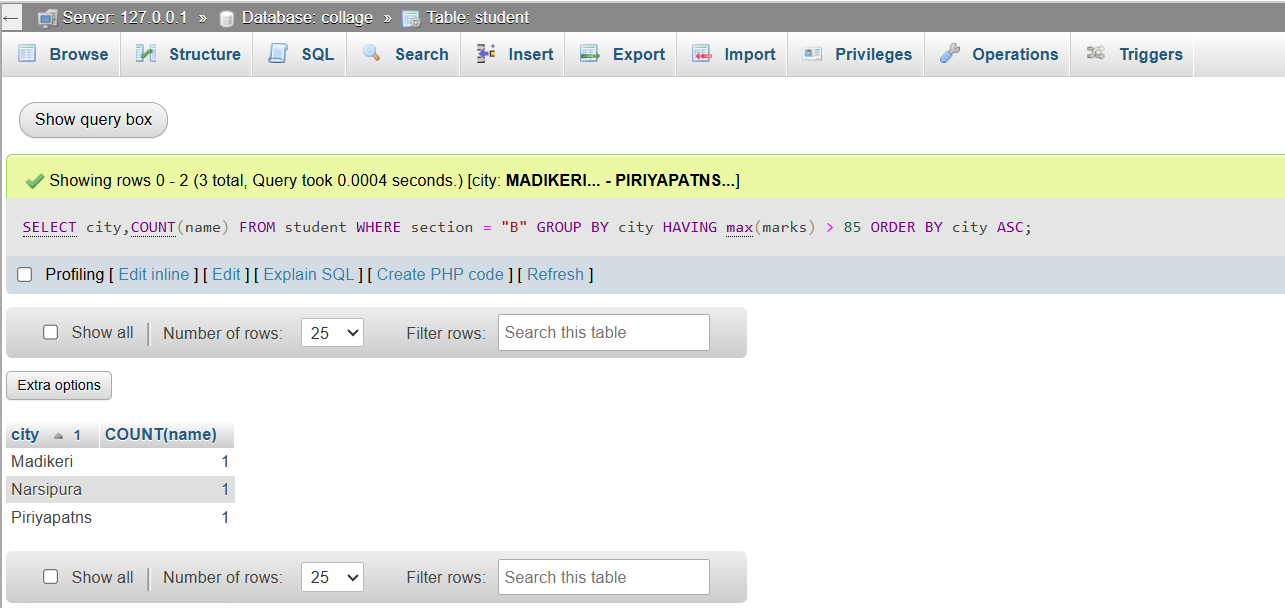 Server: 127.0.0.1 » Database: collage » Table: student
Browse Structure SQL Search Insert Export Import Privileges Operations Triggers
Show query box
Showing rows 0 - 2 (3 total, Query took 0.0004 seconds.) [city: MADIKERI... - PIRIYAPATNS...]
SELECT city,COUNT(name) FROM student WHERE section = "B" GROUP BY city HAVING max(marks) > 85 ORDER BY city ASC;
Profiling [ Edit inline ] [ Edit ] [ Explain SQL ] [ Create PHP code ] [ Refresh ]
Show all Number of rows: 25 Filter rows: Search this table
Extra options
city 1 COUNT(name)
Madikeri 1
Narsipura 1
Piriyapatns 1
Show all Number of rows: 25 Filter rows: Search this table